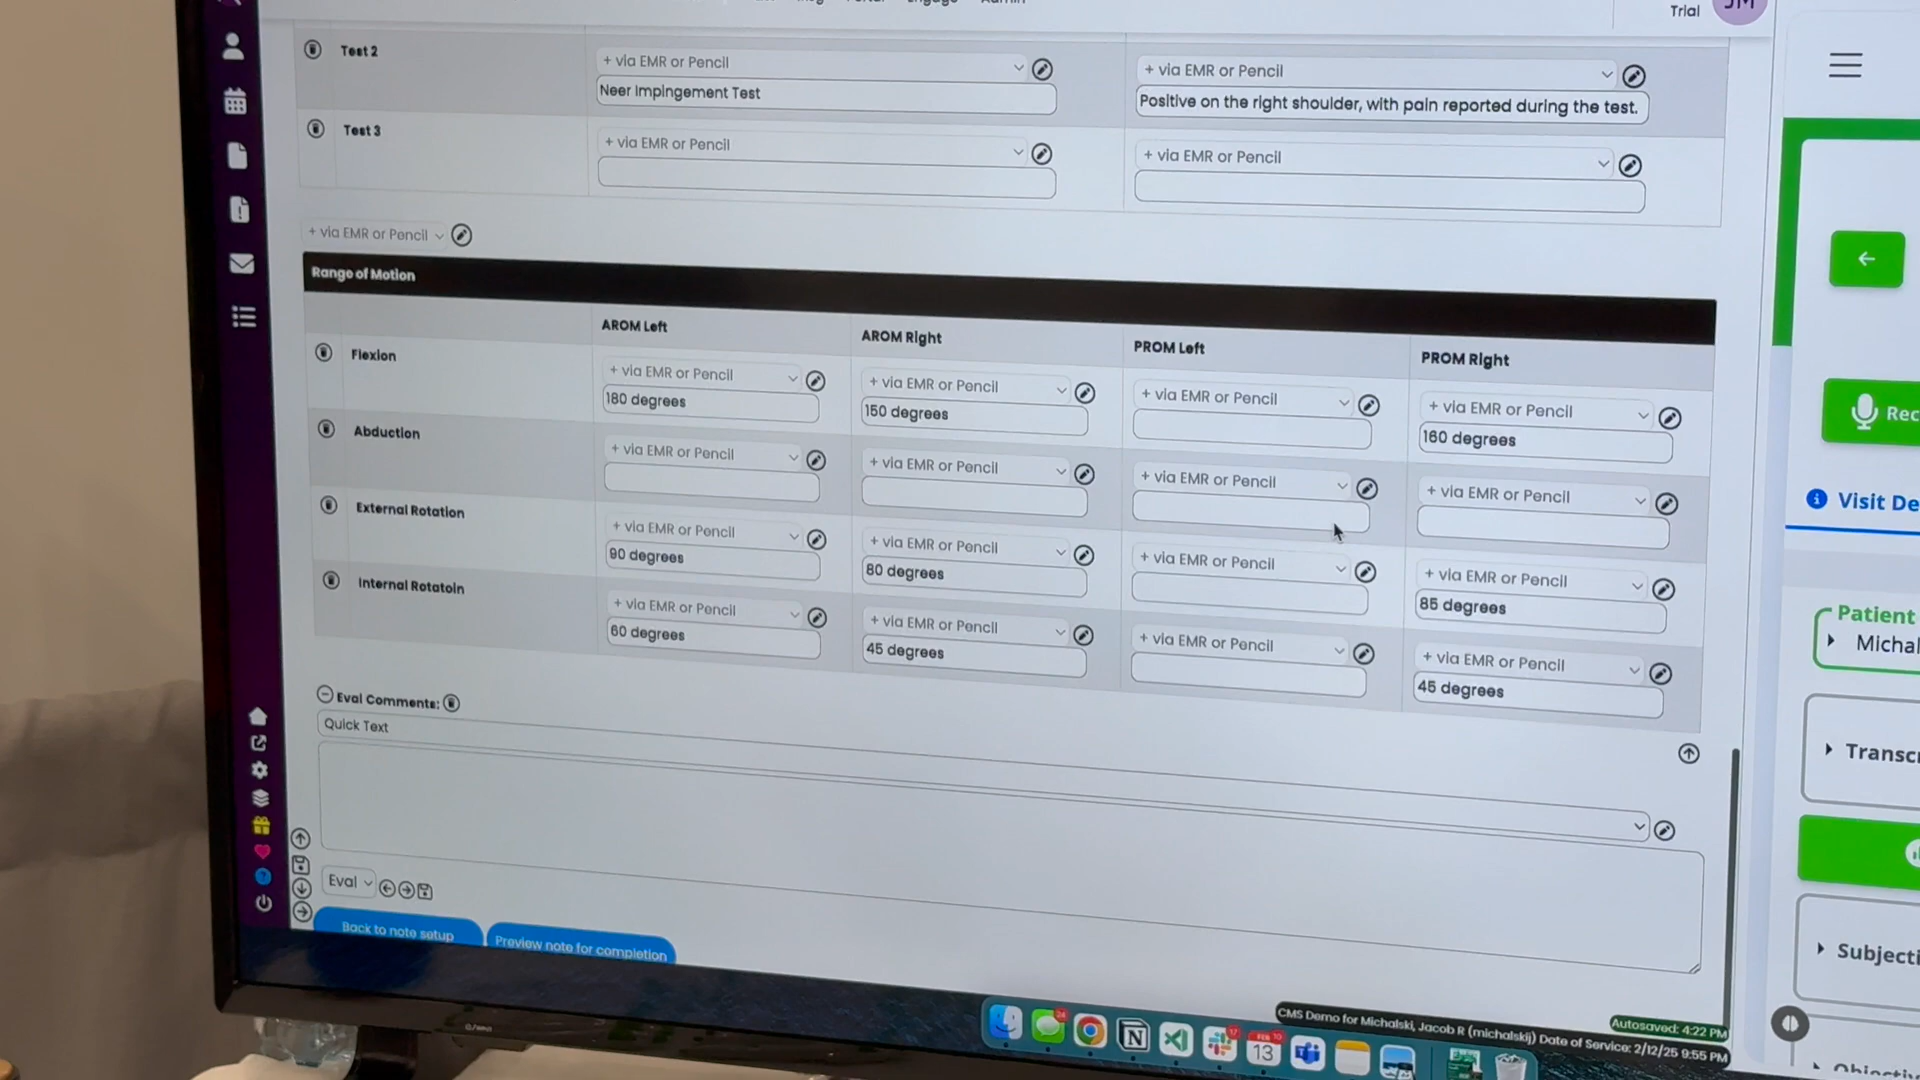 Trial
JM
Test 2
+ via EMR or Pencil
+ via EMR or Pencil
Neer Impingement Test
Positive on the right shoulder, with pain reported during the test.
Test 3
+ via EMR or Pencil
+ via EMR or Pencil
+ via EMR or Pencil
Range of Motion
AROM Left
AROM Right
PROM Left
PROM Right
Flexion
+ via EMR or Pencil
+ via EMR or Pencil
+ via EMR or Pencil
+ via EMR or Pencil
180 degrees
150 degrees
160 degrees
Abduction
+ via EMR or Pencil
+ via EMR or Pencil
+ via EMR or Pencil
+ via EMR or Pencil
External Rotation
+ via EMR or Pencil
+ via EMR or Pencil
+ via EMR or Pencil
+ via EMR or Pencil
90 degrees
80 degrees
85 degrees
Internal Rotatoin
+ via EMR or Pencil
+ via EMR or Pencil
+ via EMR or Pencil
+ via EMR or Pencil
60 degrees
45 degrees
45 degrees
Eval Comments:
Quick Text
Eval
Back to note setup
Preview note for completion
Autosaved: 4:22 PM
CMS Demo for Michalski, Jacob R (michalskij) Date of Service: 2/12/25 9:55 PM
13
Rec
Visit De
Patient
Michal
Transcr
Subjecti